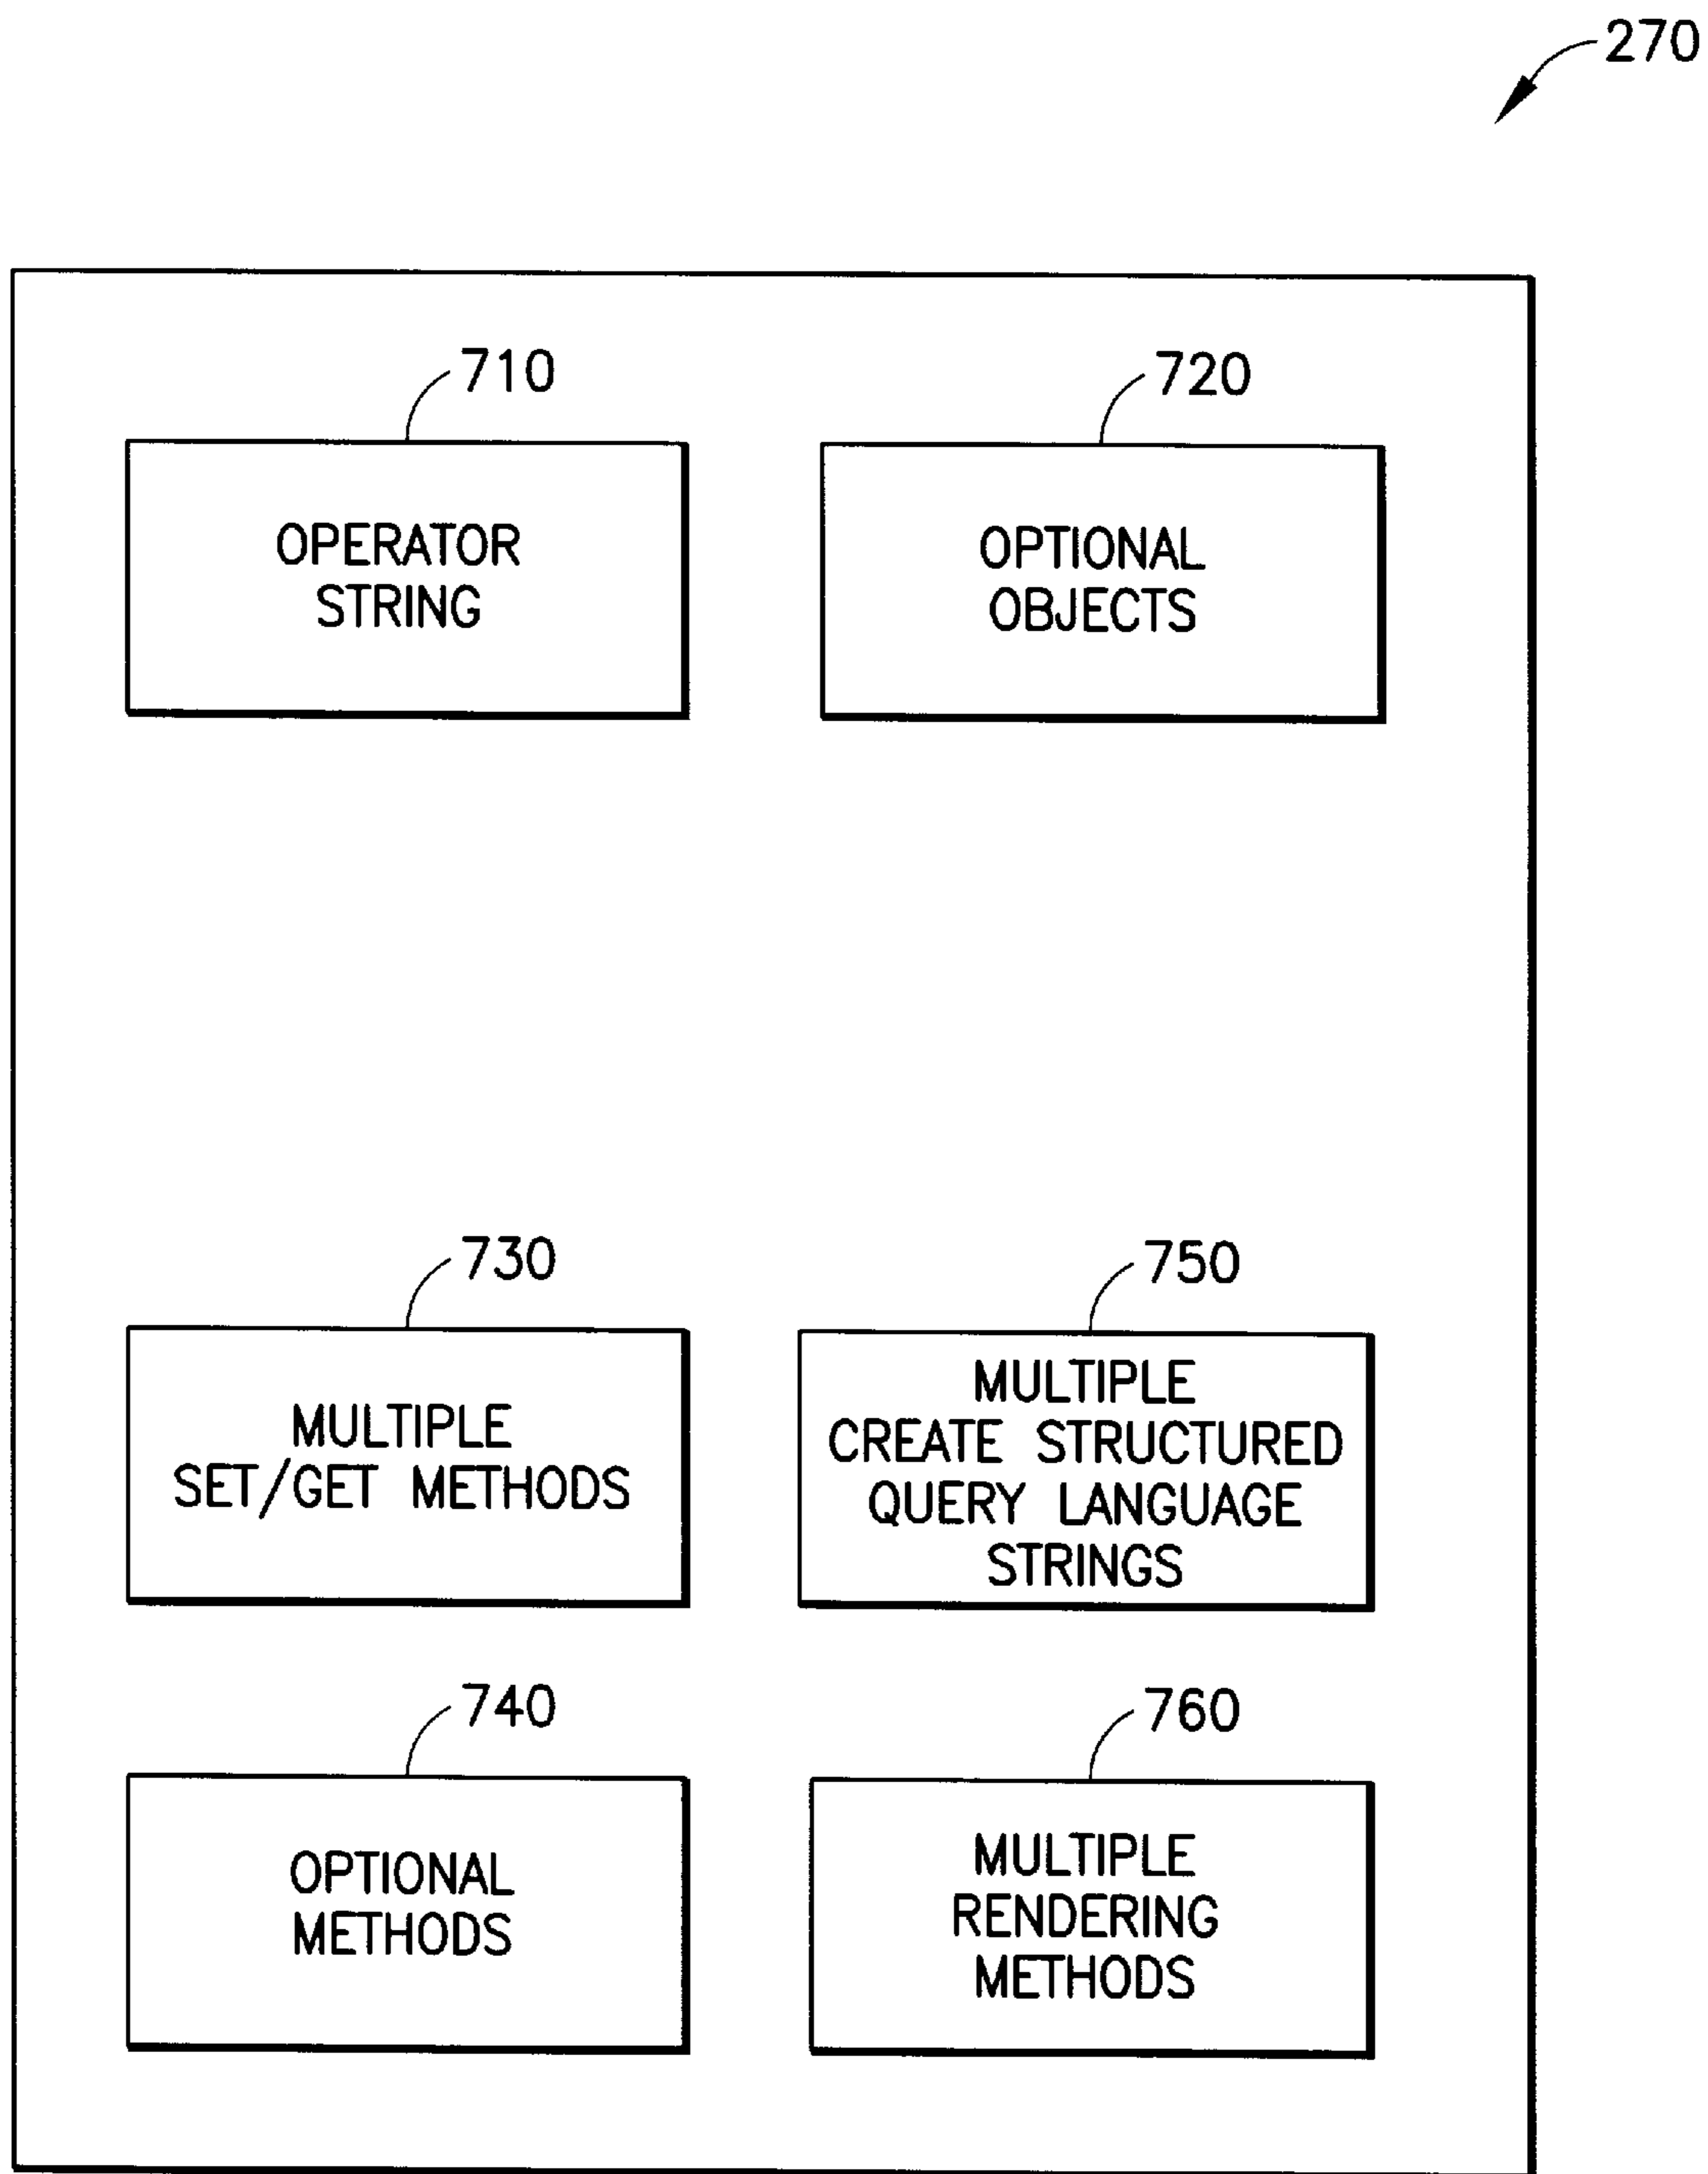 270
710
720
OPERATOR
STRING
OPTIONAL
OBJECTS
730
750
MULTIPLE
SET/GET METHODS
MULTIPLE
CREATE STRUCTURED
QUERY LANGUAGE
STRINGS
740
760
OPTIONAL
METHODS
MULTIPLE
RENDERING
METHODS